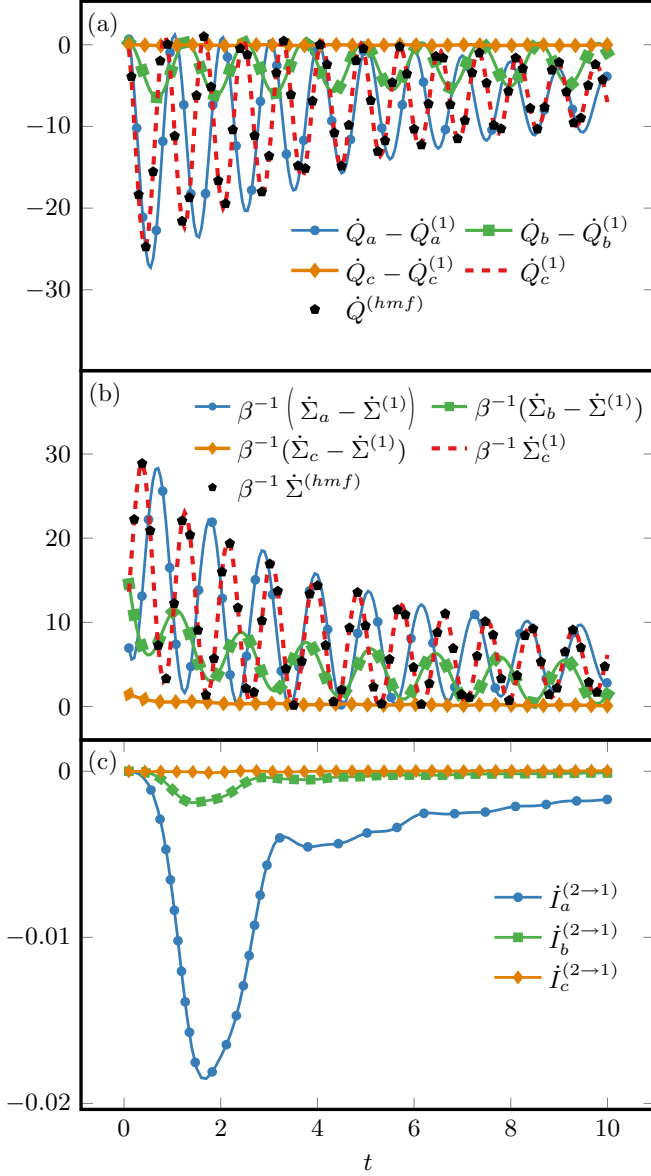 (a)
0
−10
−20
−30
Q̇_a − Q̇_a^(1) Q̇_b − Q̇_b^(1)
Q̇_c − Q̇_c^(1) Q̇_c^(1)
Q̇^(hmf)
(b)
β^−1 ( Σ̇_a − Σ̇^(1) ) β^−1(Σ̇_b − Σ̇^(1))
β^−1(Σ̇_c − Σ̇^(1)) β^−1 Σ̇_c^(1)
β^−1 Σ̇^(hmf)
30
20
10
0
(c)
0
−0.01
−0.02
İ_a^(2→1)
İ_b^(2→1)
İ_c^(2→1)
0 2 4 6 8 10
t